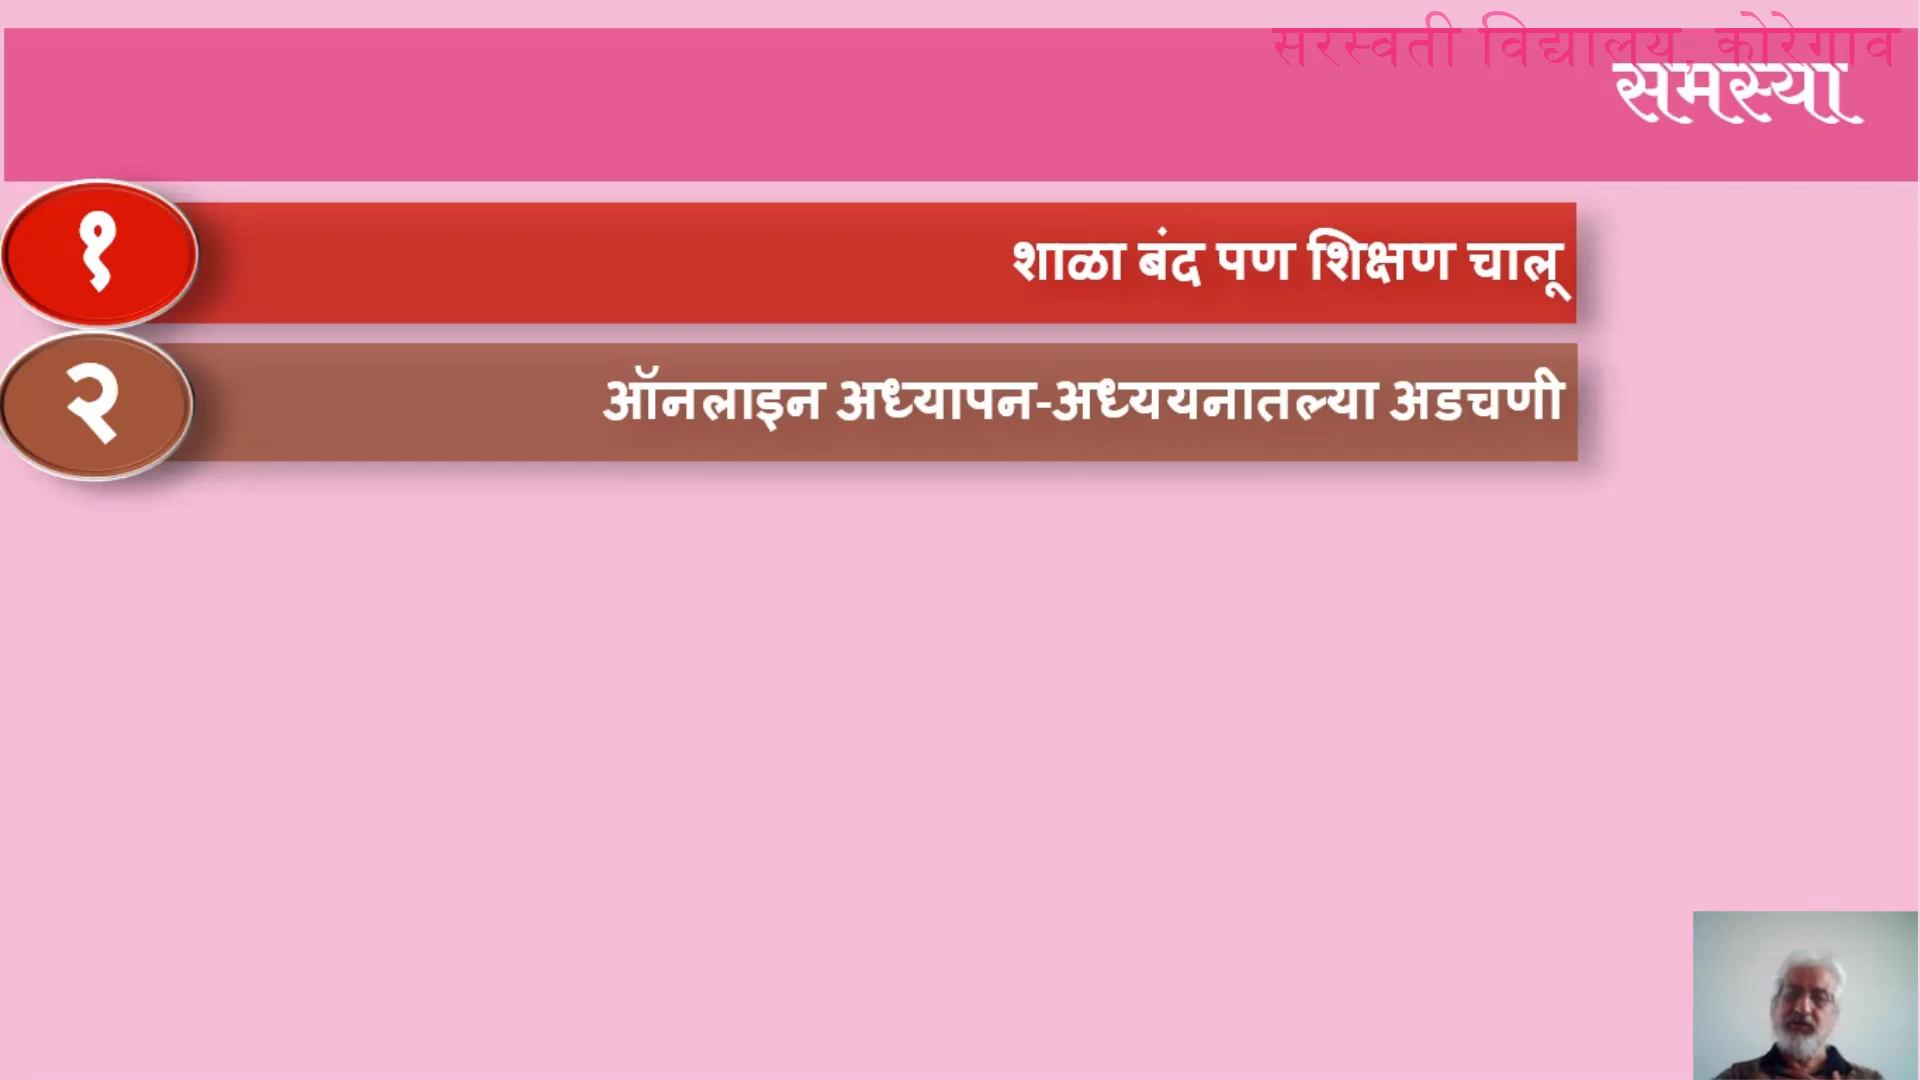 सरस्वती विद्यालय, कोरेगाव
समस्या
१
शाळा बंद पण शिक्षण चालू
२
ऑनलाइन अध्यापन-अध्ययनातल्या अडचणी